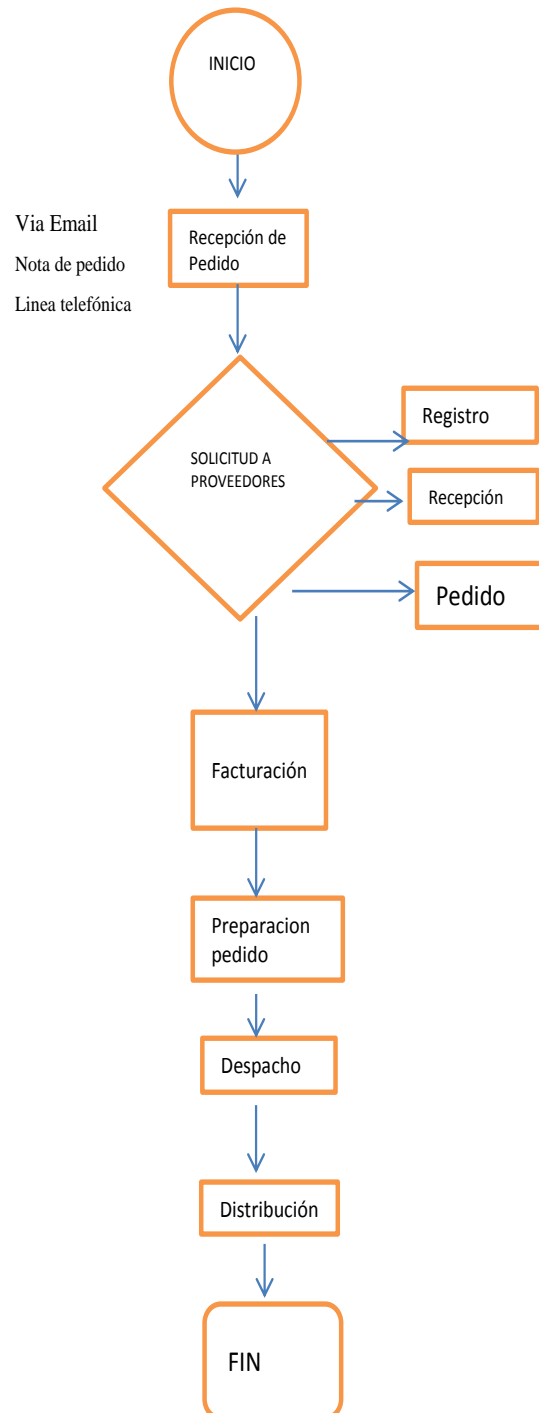 INICIO
Via Email
Nota de pedido
Linea telefónica
Recepción de
Pedido
SOLICITUD A
PROVEEDORES
Registro
Recepción
Pedido
Facturación
Preparacion
pedido
Despacho
Distribución
FIN